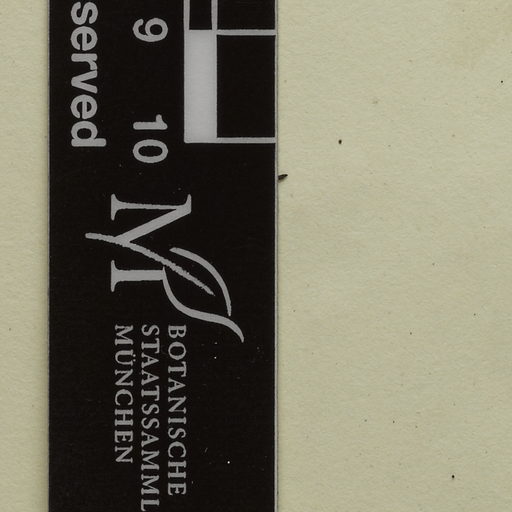 served
9 10
M
BOTANISCHE
STAATSSAMML
MÜNCHEN